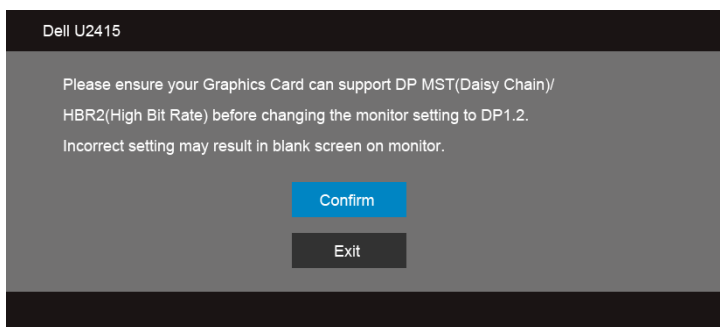 Dell U2415
Please ensure your Graphics Card can support DP MST(Daisy Chain)/
HBR2(High Bit Rate) before changing the monitor setting to DP1.2.
Incorrect setting may result in blank screen on monitor.
Confirm
Exit